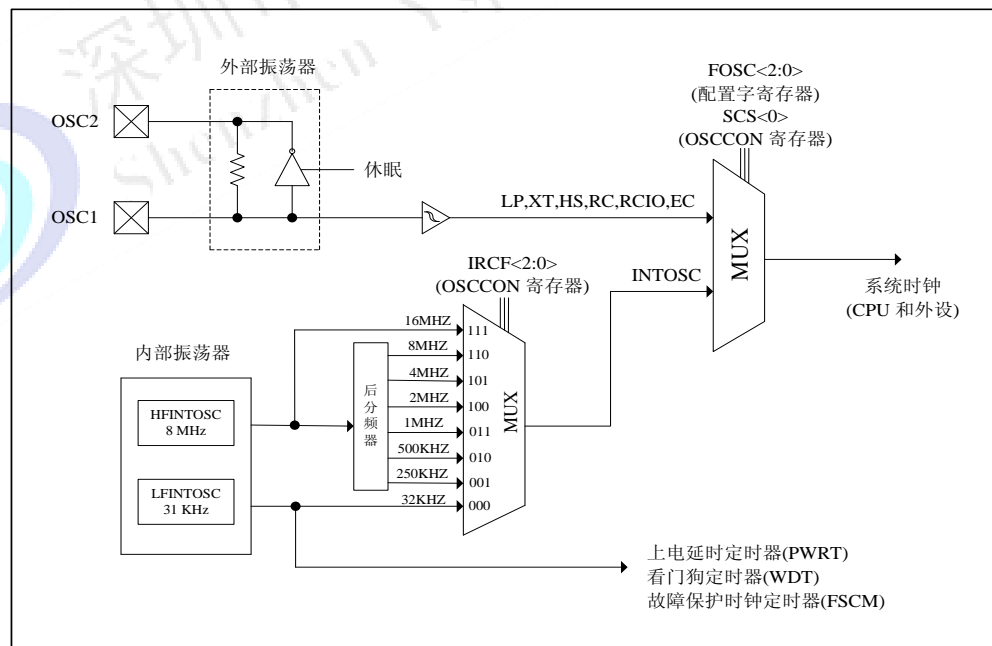 深圳
Shenzhen
外部振荡器
OSC2
休眠
OSC1
FOSC<2:0>
(配置字寄存器)
SCS<0>
(OSCCON 寄存器)
LP,XT,HS,RC,RCIO,EC
MUX
IRCF<2:0>
(OSCCON 寄存器)
INTOSC
系统时钟
(CPU 和外设)
内部振荡器
HFINTOSC
8 MHz
LFINTOSC
31 KHz
后分频器
16MHZ 111
8MHZ 110
4MHZ 101
2MHZ 100
1MHZ 011
500KHZ 010
250KHZ 001
32KHZ 000
MUX
上电延时定时器(PWRT)
看门狗定时器(WDT)
故障保护时钟定时器(FSCM)